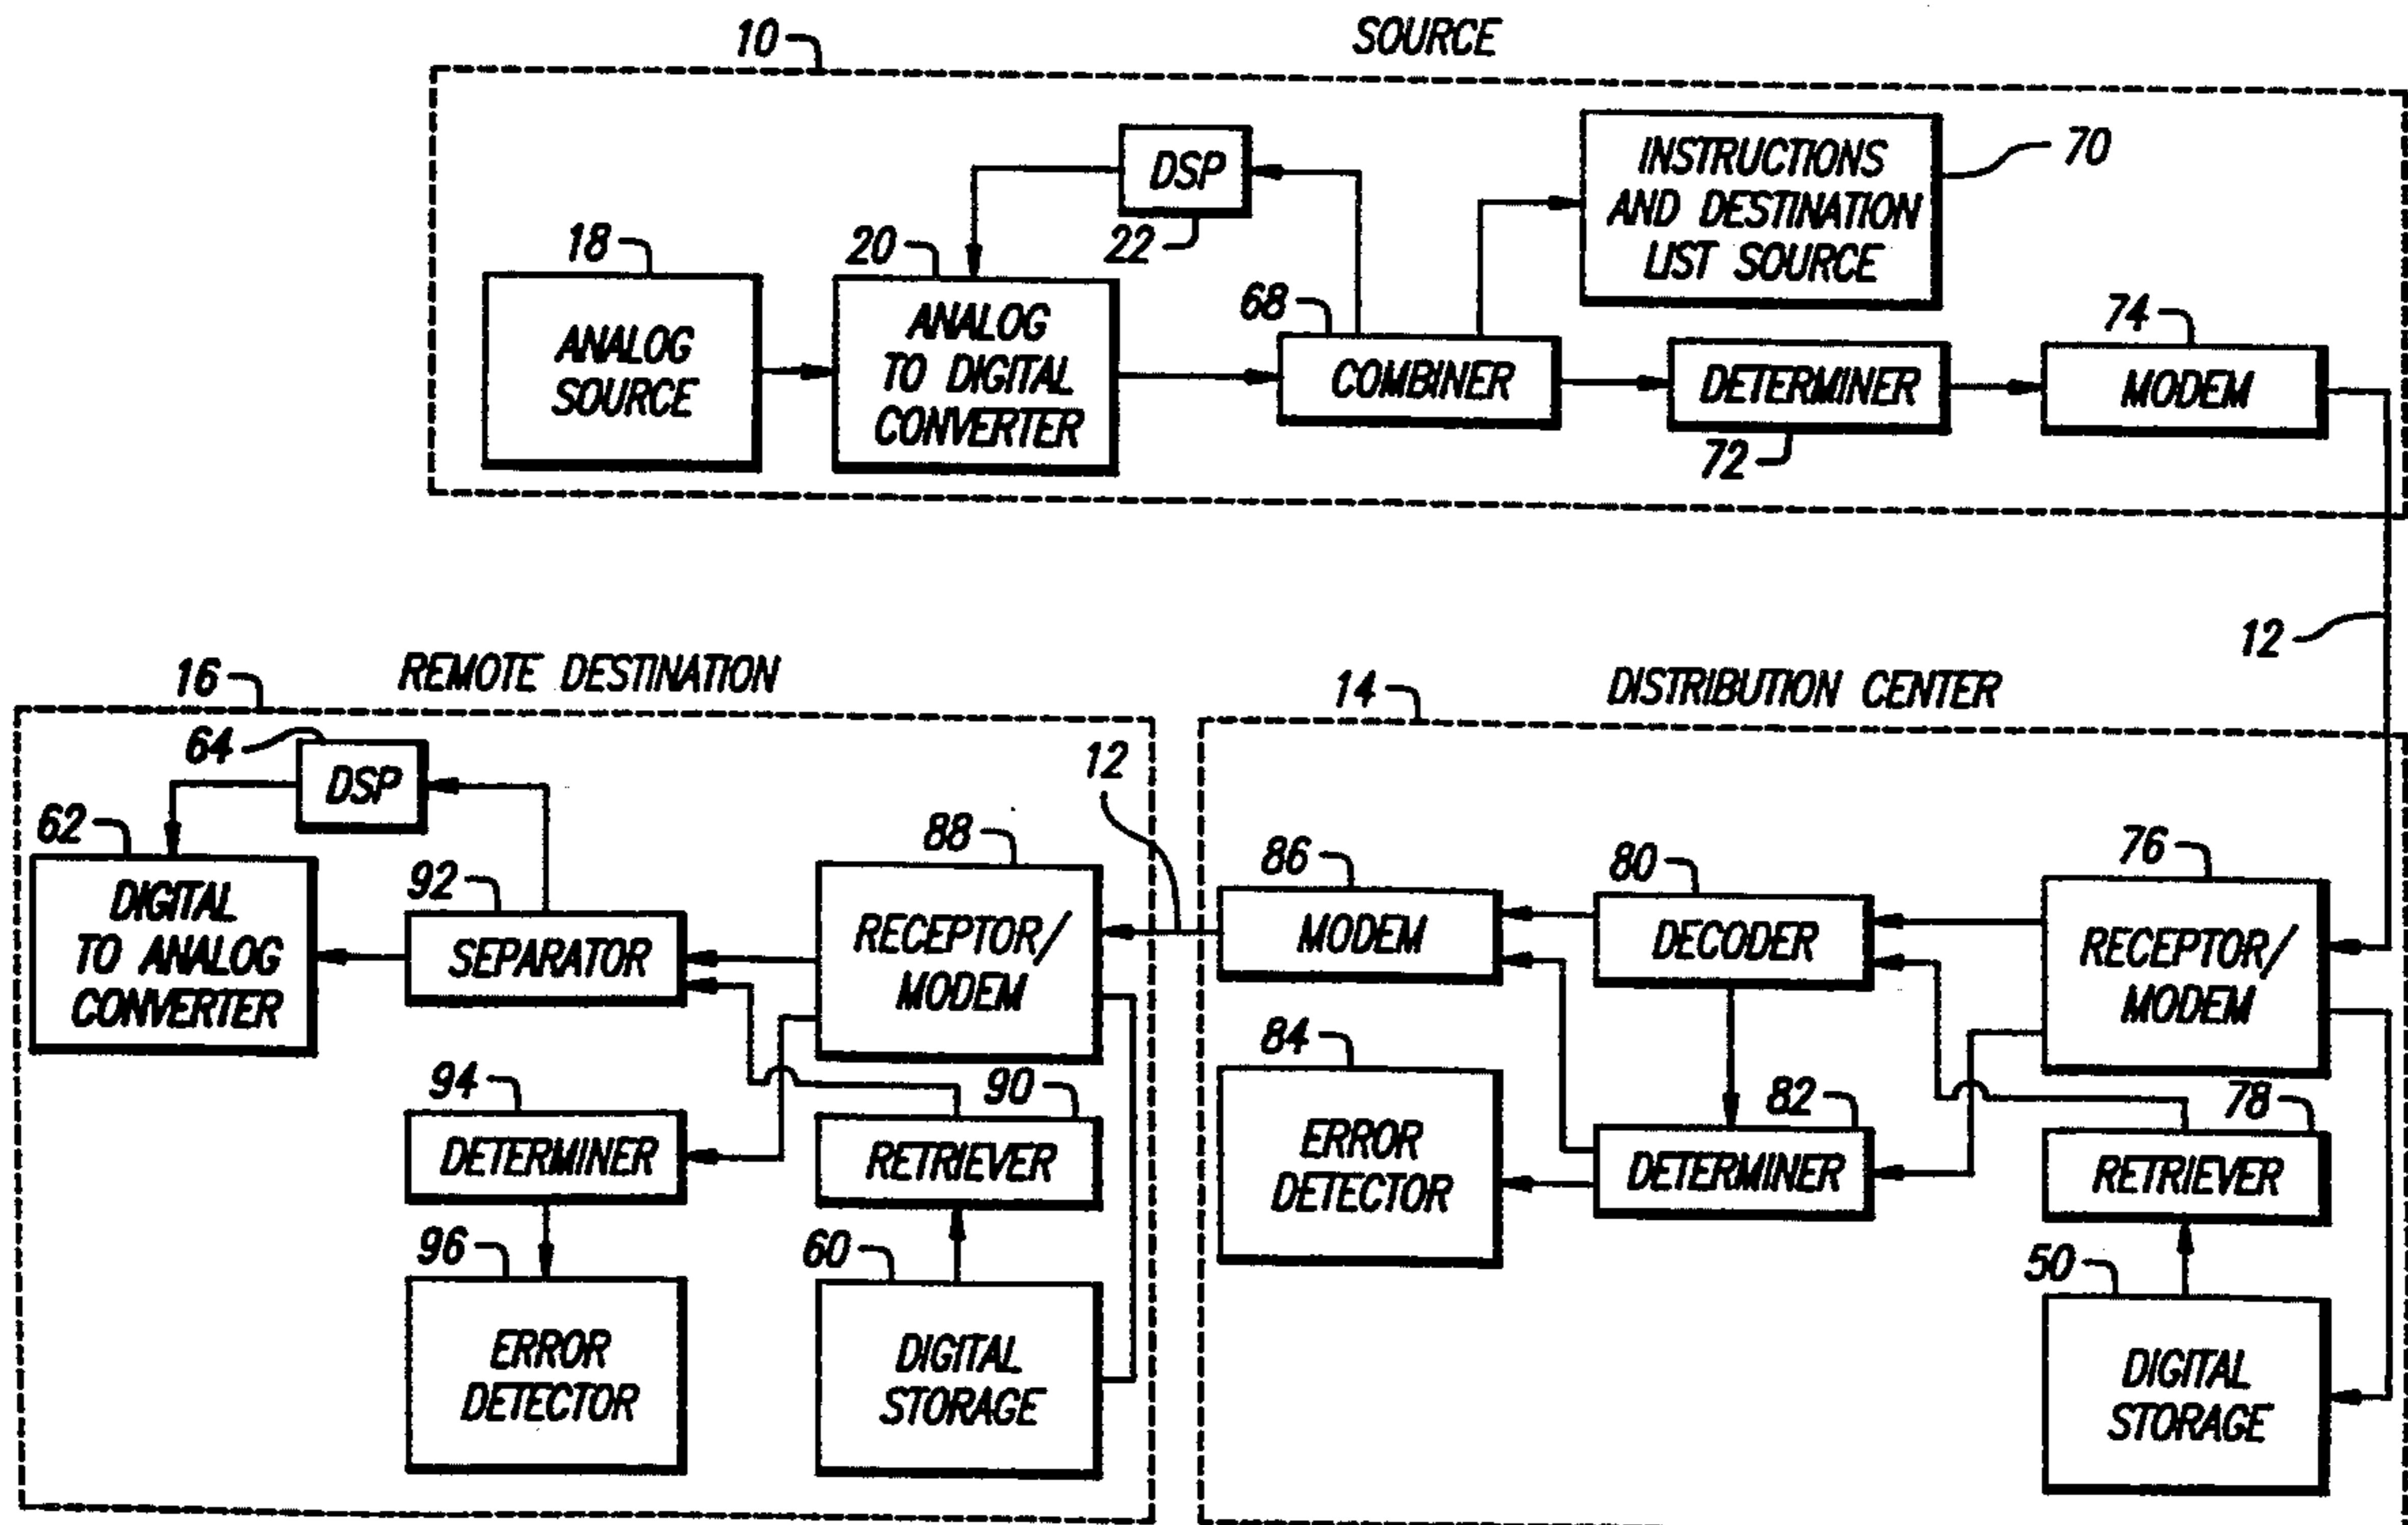 SOURCE
10
DSP
22
INSTRUCTIONS
AND DESTINATION
LIST SOURCE
70
18
ANALOG
SOURCE
20
ANALOG
TO DIGITAL
CONVERTER
68
COMBINER
DETERMINER
72
74
MODEM
12
REMOTE DESTINATION
16
64
DSP
62
DIGITAL
TO ANALOG
CONVERTER
92
SEPARATOR
88
RECEPTOR/
MODEM
12
94
DETERMINER
90
RETRIEVER
96
ERROR
DETECTOR
60
DIGITAL
STORAGE
DISTRIBUTION CENTER
14
86
MODEM
80
DECODER
76
RECEPTOR/
MODEM
84
ERROR
DETECTOR
82
DETERMINER
78
RETRIEVER
50
DIGITAL
STORAGE